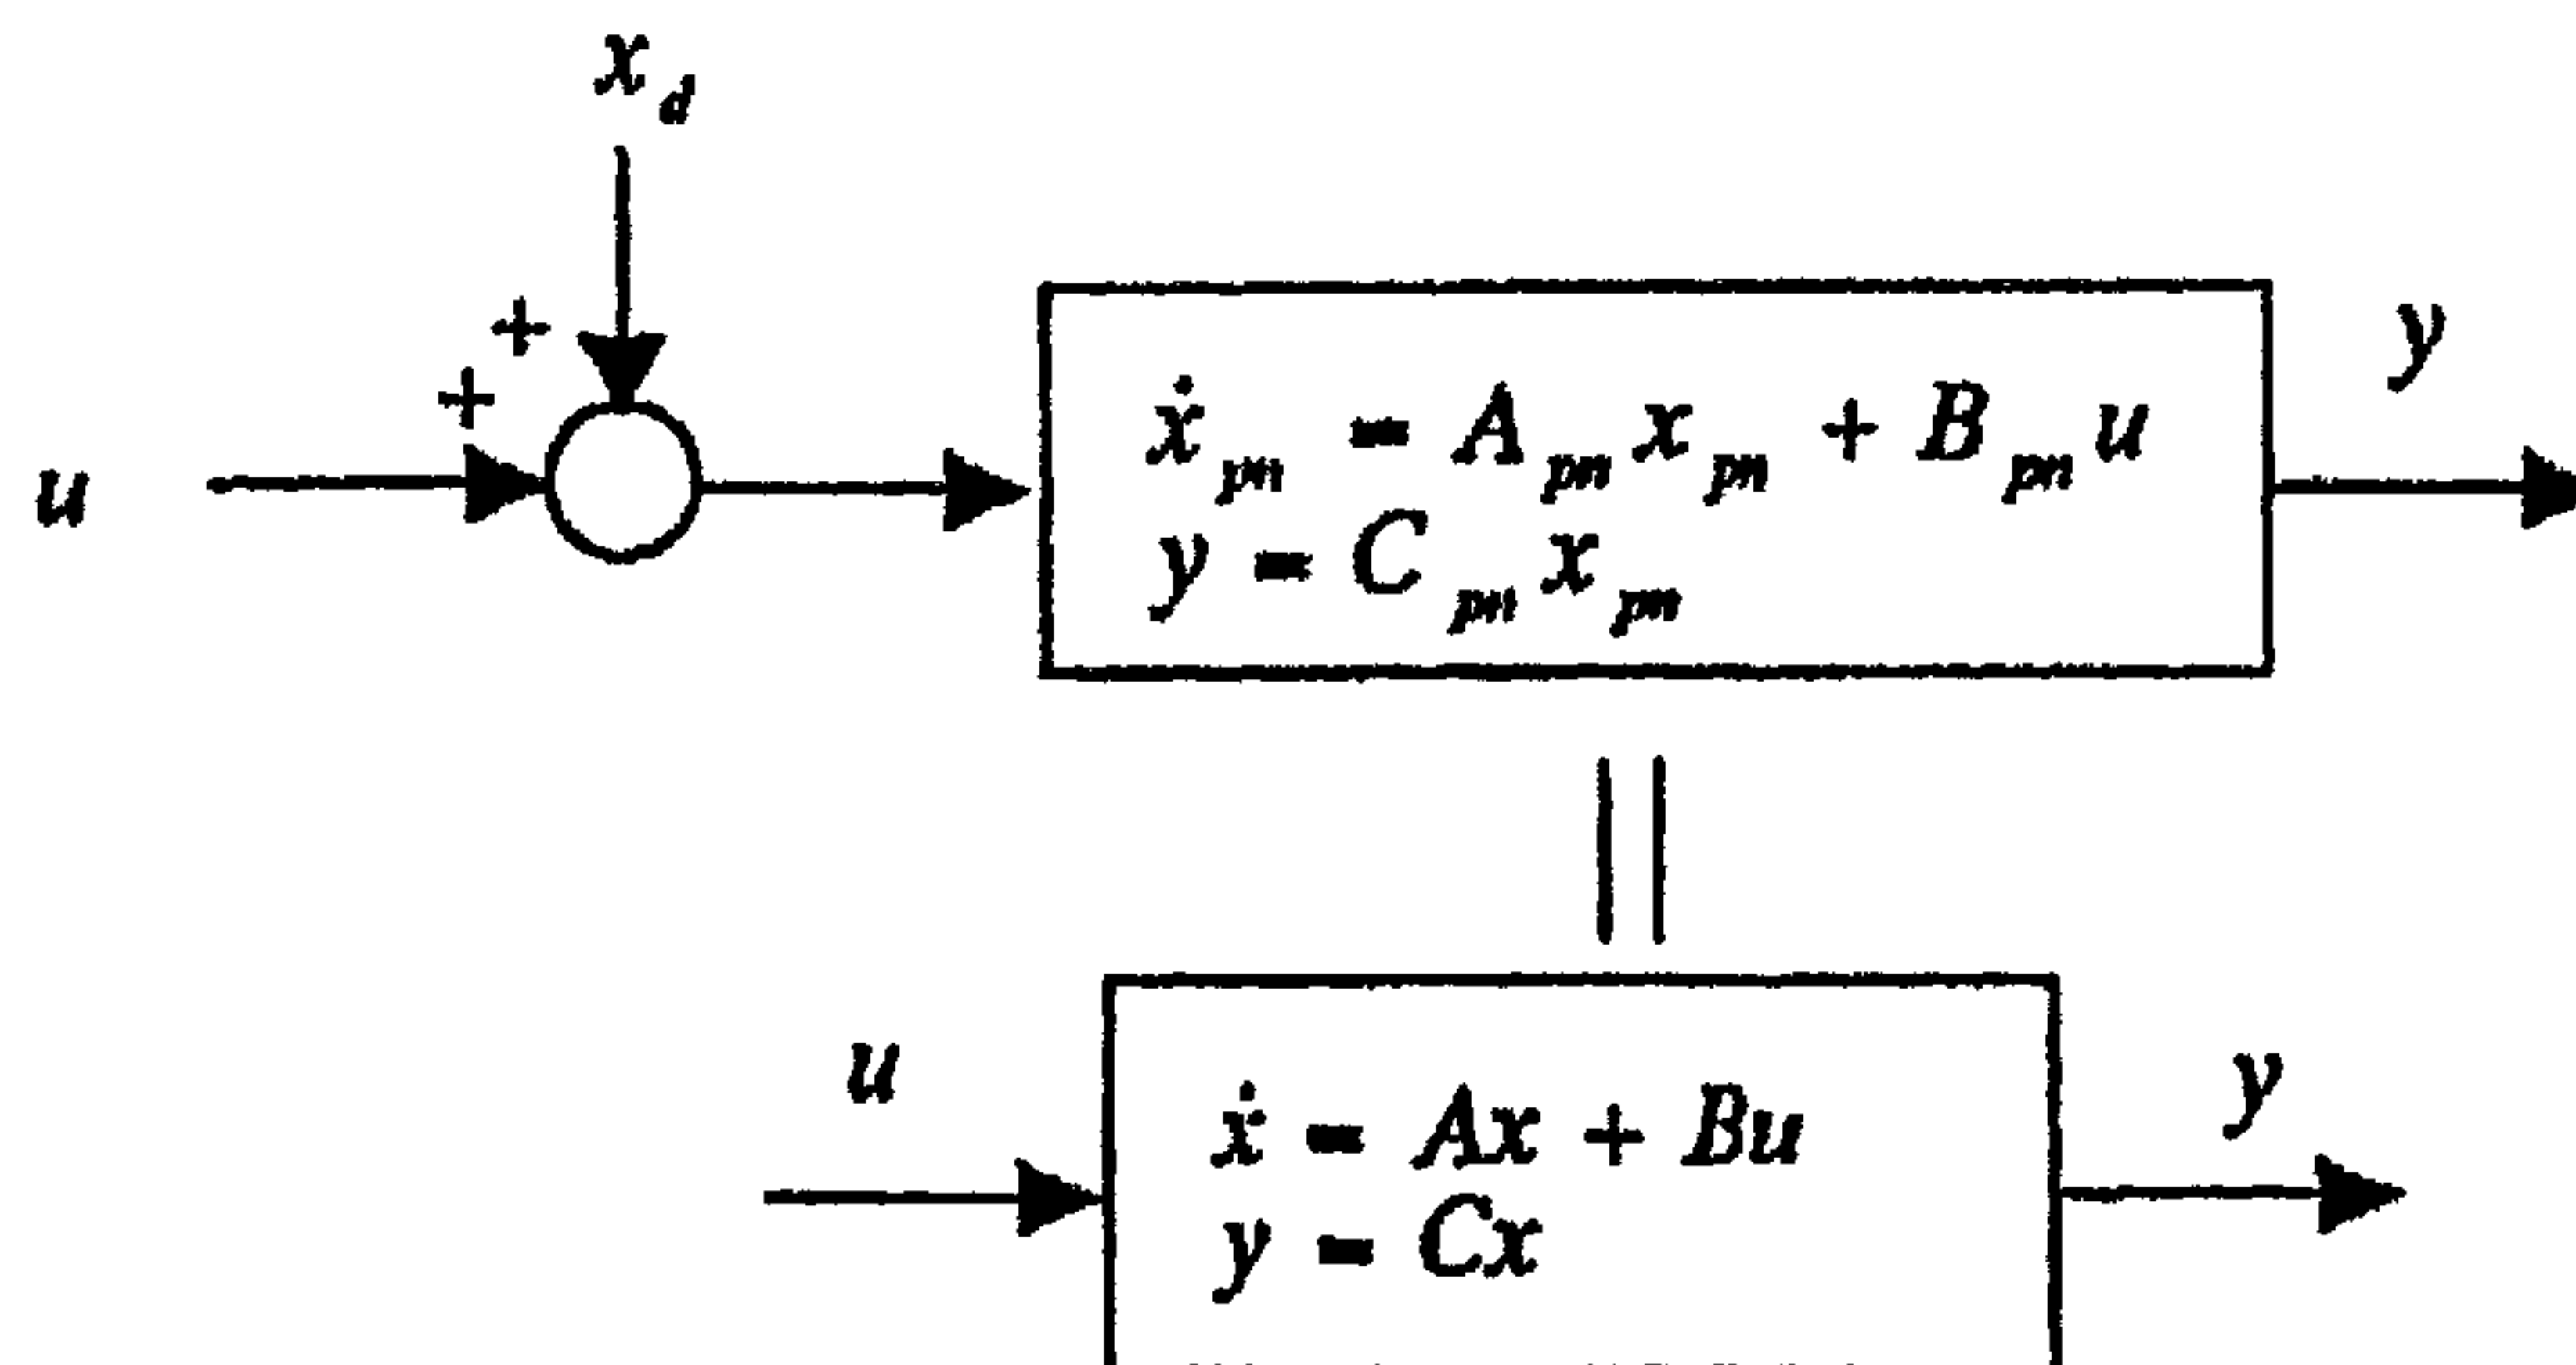 x_d
+
+
u
ẋ_pn = A_pn x_pn + B_pn u
y
y = C_pn x_pn
u
ẋ = Ax + Bu
y
y = Cx